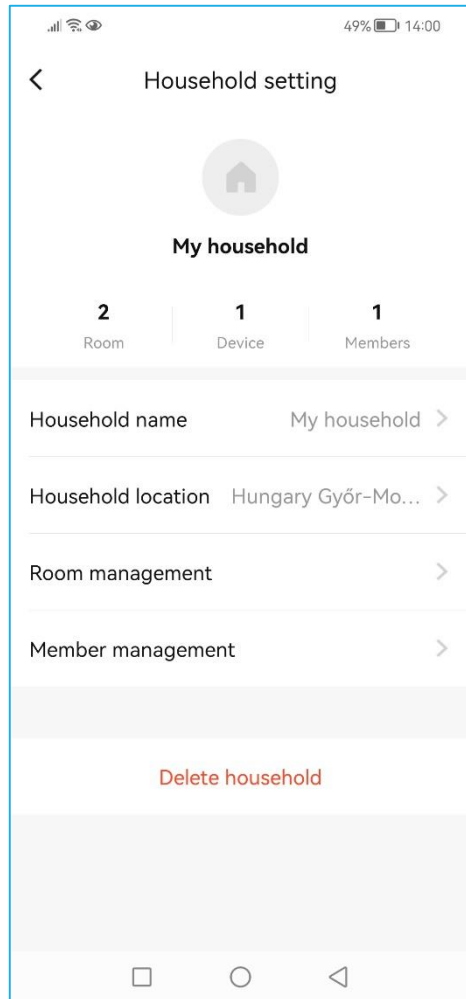 49% 14:00
Household setting
My household
2 1 1
Room Device Members
Household name My household
Household location Hungary Győr-Mo...
Room management
Member management
Delete household